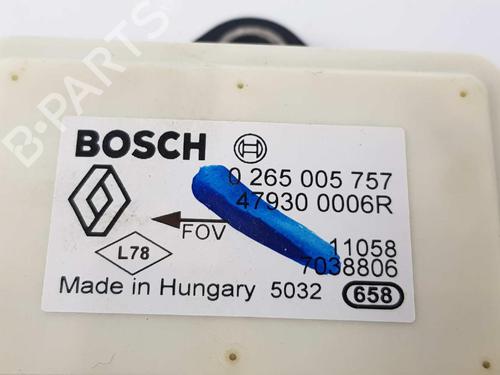 BOSCH
0 265 005 757
47930 0006R
FOV
L78
11058
7038806
Made in Hungary 5032 658
B-PARTS